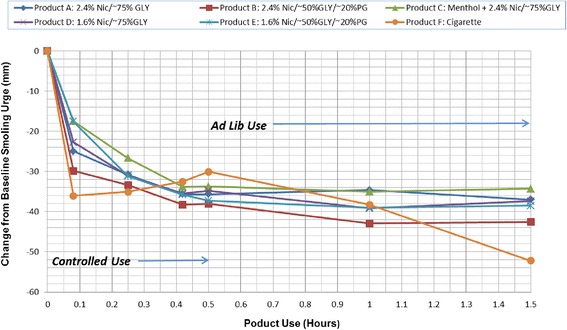 Product A: 2.4% Nic/~75% GLY
Product B: 2.4% Nic/~50%GLY/~20%PG
Product C: Menthol + 2.4% Nic/~75%GLY
Product D: 1.6% Nic/~75%GLY
Product E: 1.6% Nic/~50%GLY/~20%PG
Product F: Cigarette
Change from Baseline Smoling Urge (mm)
0
-10
-20
-30
-40
-50
-60
Ad Lib Use
Controlled Use
0 0.1 0.2 0.3 0.4 0.5 0.6 0.7 0.8 0.9 1 1.1 1.2 1.3 1.4 1.5
Poduct Use (Hours)